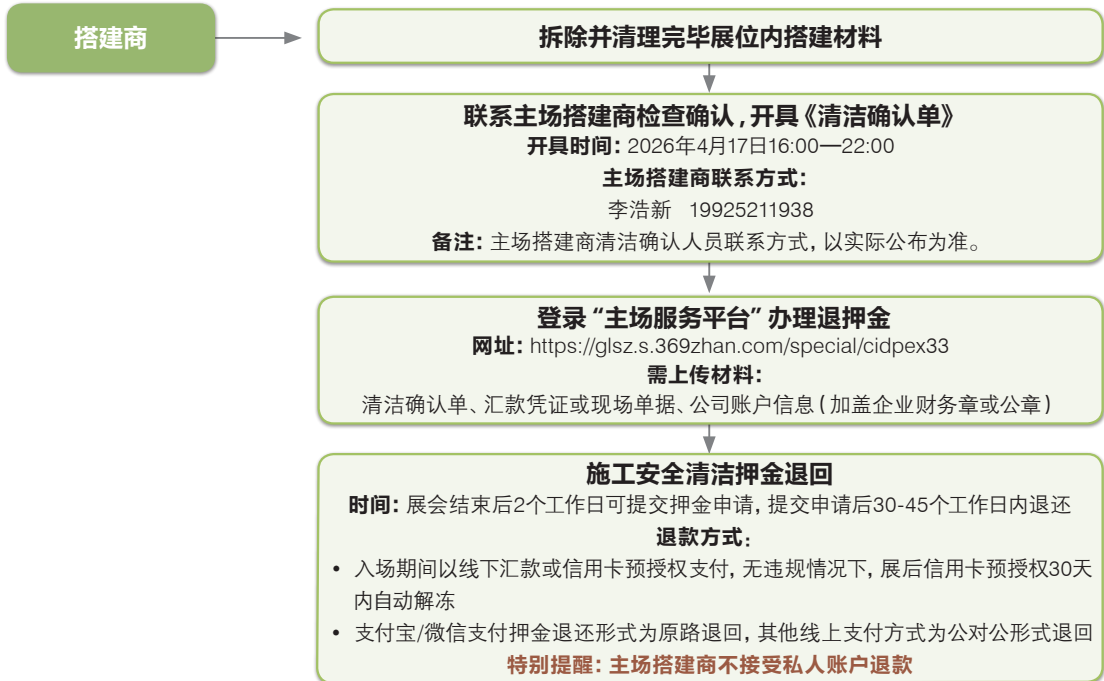 搭建商
拆除并清理完毕展位内搭建材料
联系主场搭建商检查确认,开具《清洁确认单》
开具时间：2026年4月17日16:00—22:00
主场搭建商联系方式：
李浩新 19925211938
备注：主场搭建商清洁确认人员联系方式，以实际公布为准。
登录“主场服务平台”办理退押金
网址：https://glsz.s.369zhan.com/special/cidpex33
需上传材料：
清洁确认单、汇款凭证或现场单据、公司账户信息(加盖企业财务章或公章)
施工安全清洁押金退回
时间：展会结束后2个工作日可提交押金申请，提交申请后30-45个工作日内退还
退款方式：
• 入场期间以线下汇款或信用卡预授权支付，无违规情况下，展后信用卡预授权30天
内自动解冻
• 支付宝/微信支付押金退还形式为原路退回，其他线上支付方式为公对公形式退回
特别提醒：主场搭建商不接受私人账户退款